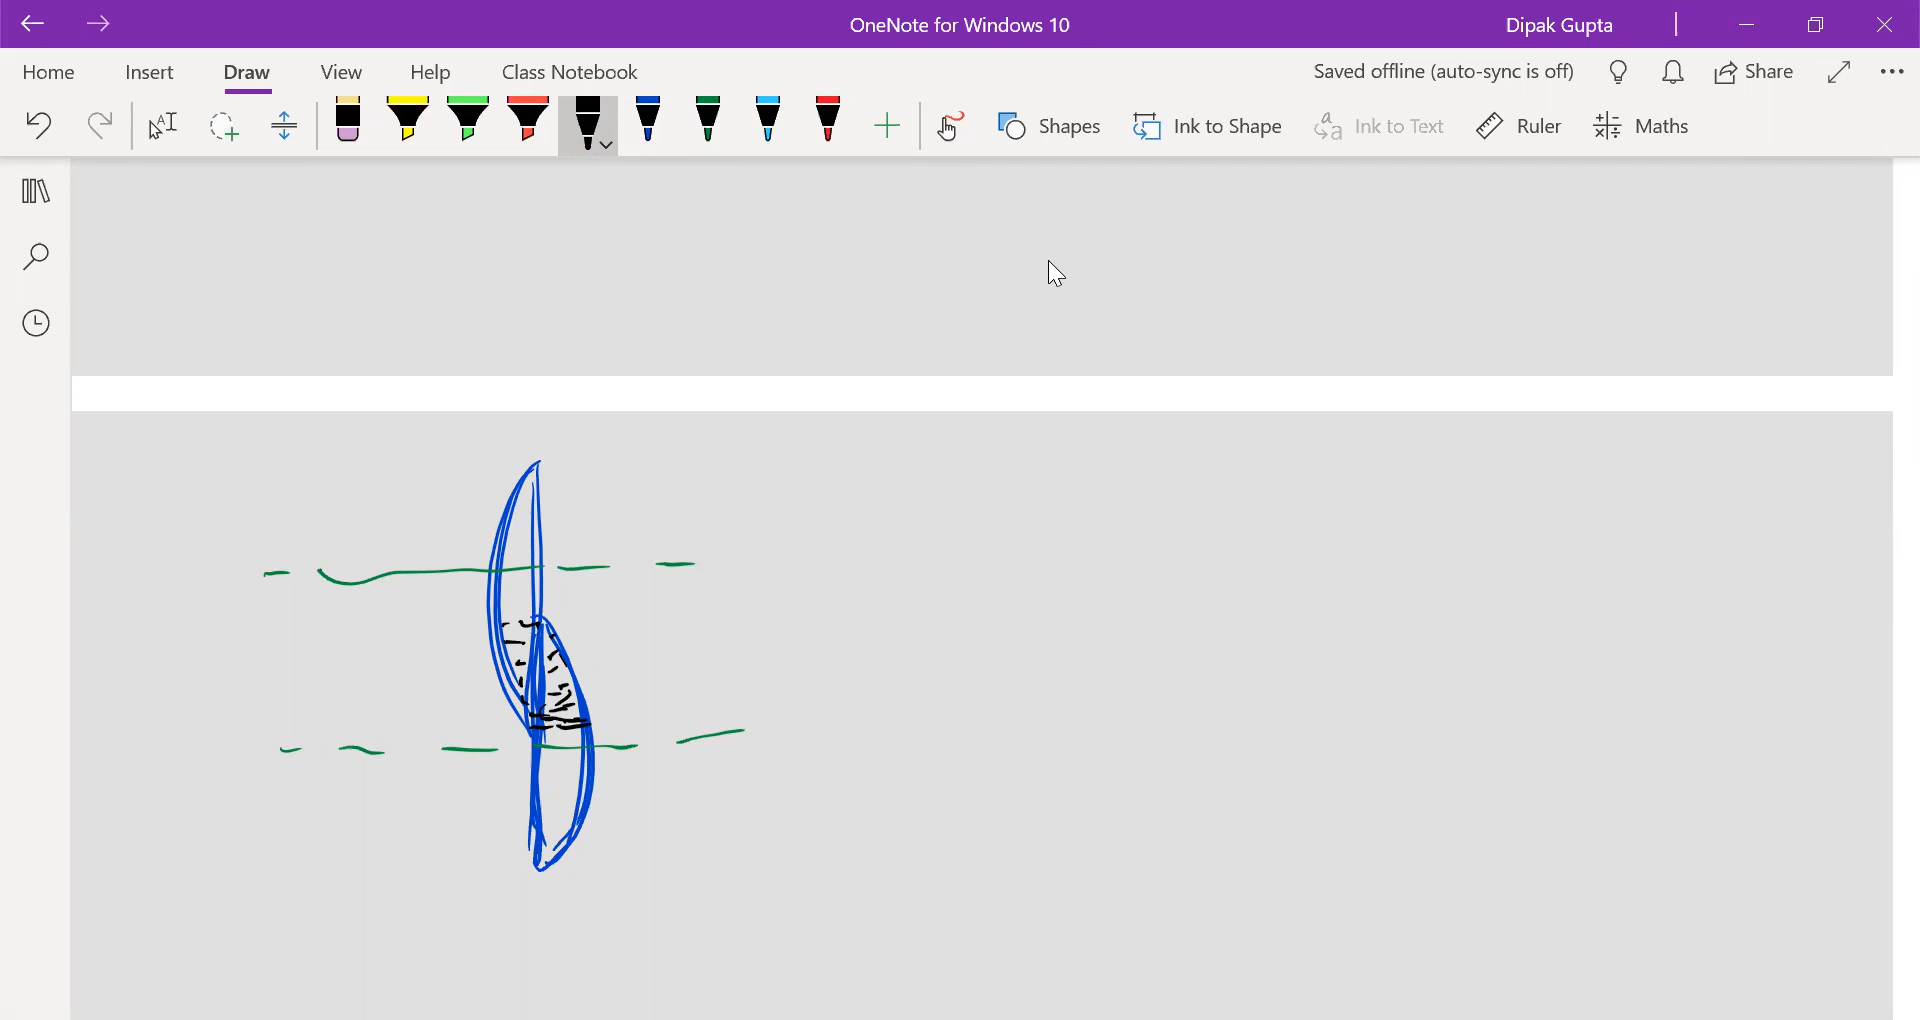 OneNote for Windows 10
Dipak Gupta
Home Insert Draw View Help Class Notebook
Saved offline (auto-sync is off) Share
Shapes Ink to Shape Ink to Text Ruler Maths